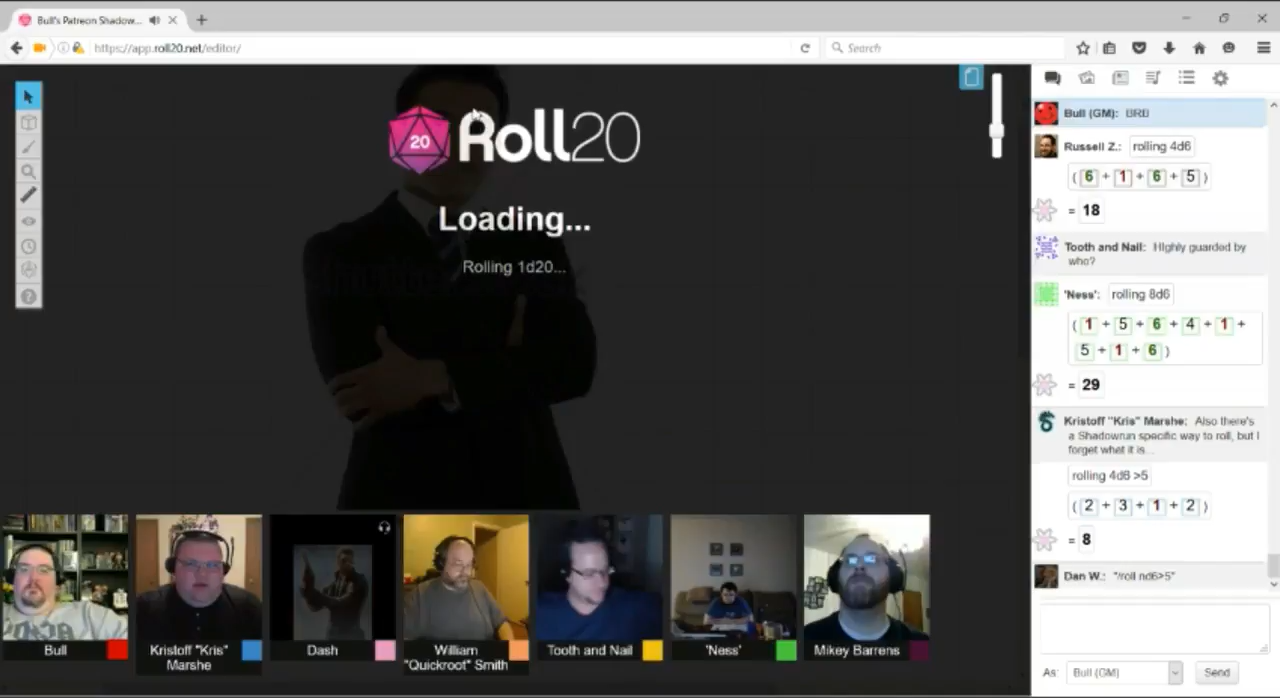 Bull's Patreon Shadow...
https://app.roll20.net/editor/
Search
20
Roll20
Loading...
Rolling 1d20...
Bull (GM): BRB
Russell Z.: rolling 4d6
( 6 + 1 + 6 + 5 )
= 18
Tooth and Nail: HIghly guarded by
who?
'Ness': rolling 8d6
( 1 + 5 + 6 + 4 + 1 +
5 + 1 + 6 )
= 29
Kristoff "Kris" Marshe: Also there's
a Shadowrun specific way to roll, but I
forget what it is...
rolling 4d6 >5
( 2 + 3 + 1 + 2 )
= 8
Dan W.: "/roll nd6>5"
As: Bull (GM) Send
Bull
Kristoff "Kris"
Marshe
Dash
William
"Quickroot" Smith
Tooth and Nail
'Ness'
Mikey Barrens